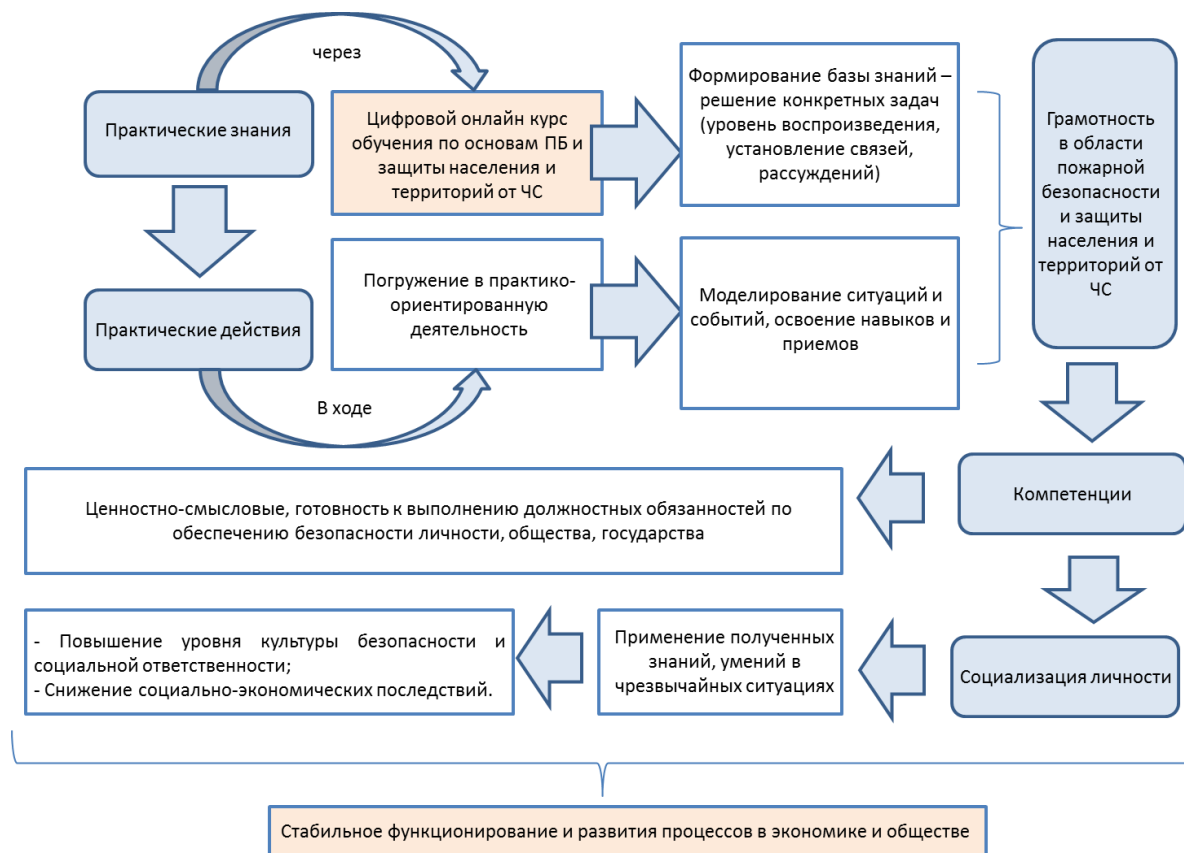 через
Практические знания
Цифровой онлайн курс
обучения по основам ПБ и
защиты населения и
территорий от ЧС
Формирование базы знаний –
решение конкретных задач
(уровень воспроизведения,
установление связей,
рассуждений)
Грамотность
в области
пожарной
безопасности
и защиты
населения и
территорий от
ЧС
Практические действия
Погружение в практико-
ориентированную
деятельность
Моделирование ситуаций и
событий, освоение навыков и
приемов
В ходе
Компетенции
Ценностно-смысловые, готовность к выполнению должностных обязанностей по
обеспечению безопасности личности, общества, государства
Социализация личности
Применение полученных
знаний, умений в
чрезвычайных ситуациях
- Повышение уровня культуры безопасности и
социальной ответственности;
- Снижение социально-экономических последствий.
Стабильное функционирование и развития процессов в экономике и обществе